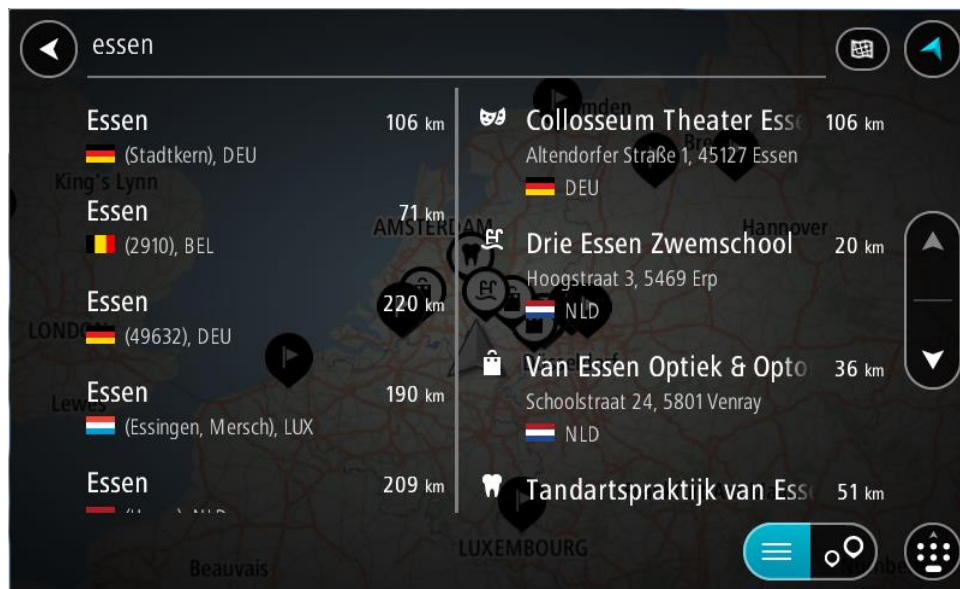 essen
Essen 106 km
(Stadtkern), DEU
Essen 71 km
(2910), BEL
Essen 220 km
(49632), DEU
Essen 190 km
(Essingen, Mersch), LUX
Essen 209 km
NLD
Collosseum Theater Esse 106 km
Altendorfer Straße 1, 45127 Essen
DEU
Drie Essen Zwemschool 20 km
Hoogstraat 3, 5469 Erp
NLD
Van Essen Optiek & Opto 36 km
Schoolstraat 24, 5801 Venray
NLD
Tandartspraktijk van Esse 51 km
King's Lynn
AMSTERDAM
Hannover
LONDON
Lewes
LUXEMBOURG
Beauvais